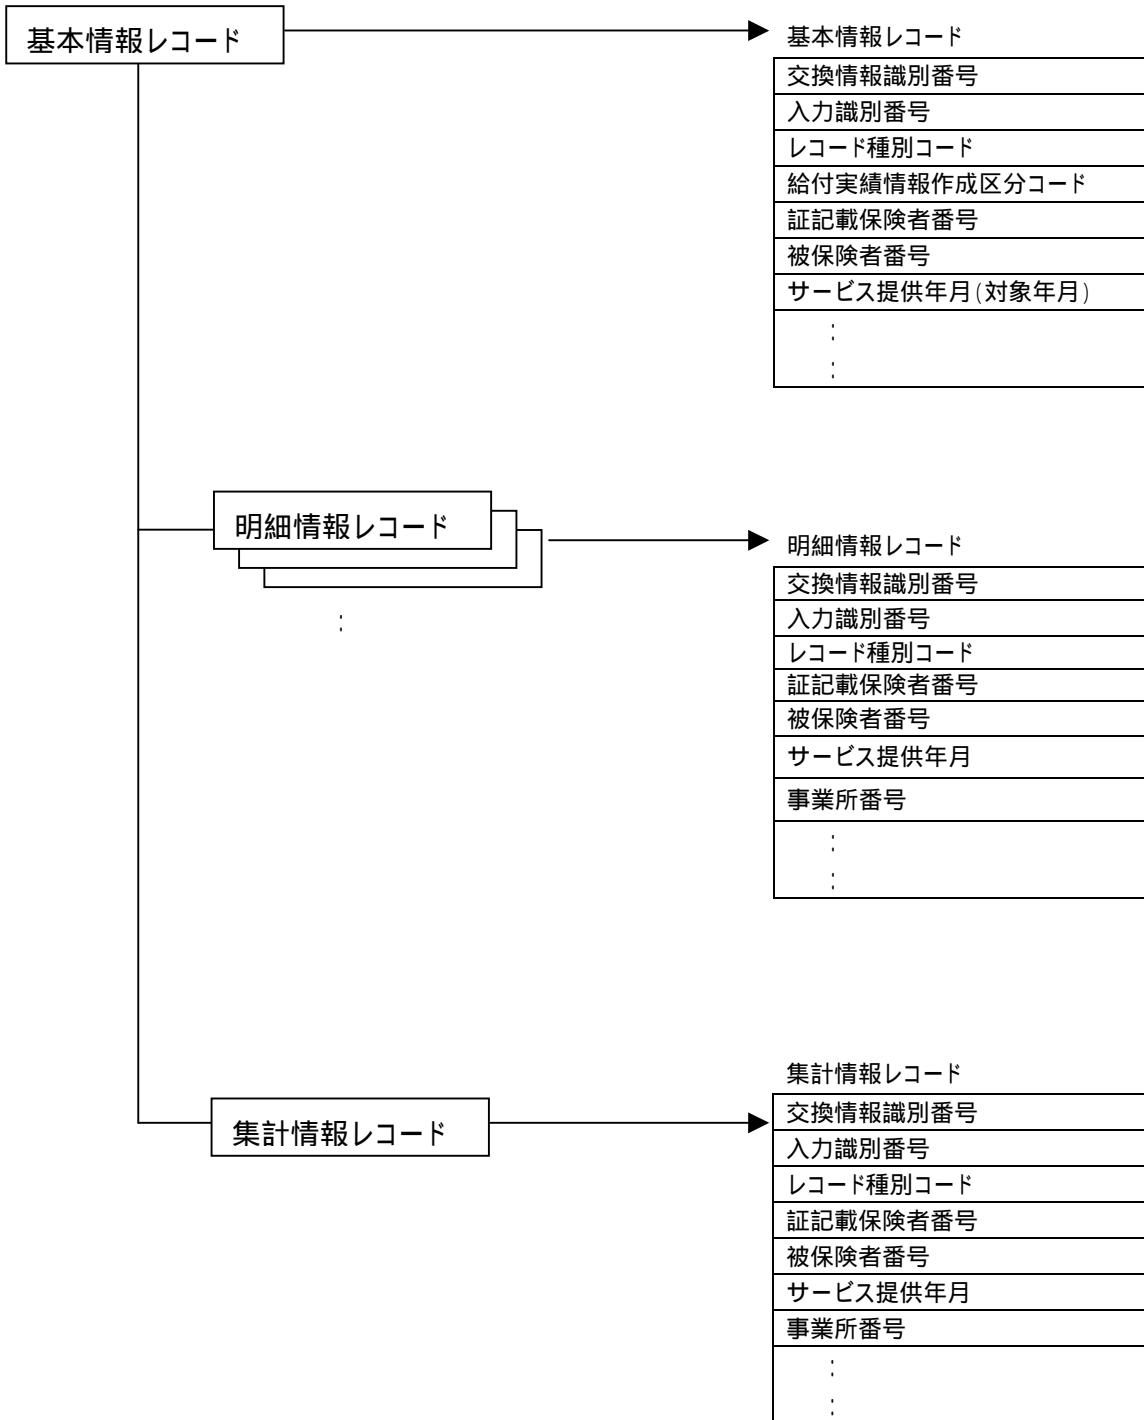 基本情報レコード
基本情報レコード
交換情報識別番号
入力識別番号
レコード種別コード
給付実績情報作成区分コード
証記載保険者番号
被保険者番号
サービス提供年月(対象年月)
:
:
明細情報レコード
:
明細情報レコード
交換情報識別番号
入力識別番号
レコード種別コード
証記載保険者番号
被保険者番号
サービス提供年月
事業所番号
:
:
集計情報レコード
集計情報レコード
交換情報識別番号
入力識別番号
レコード種別コード
証記載保険者番号
被保険者番号
サービス提供年月
事業所番号
:
: